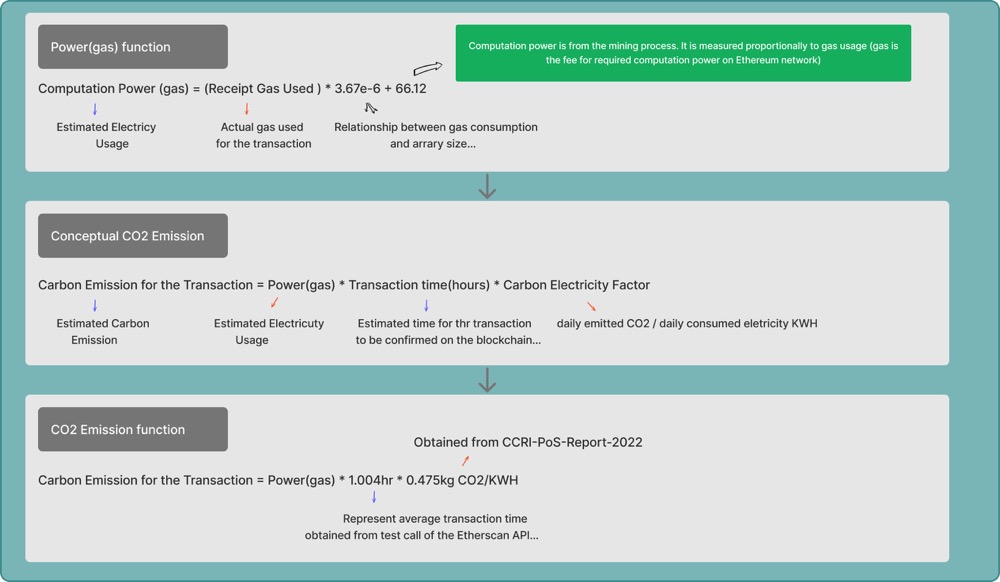 Power(gas) function
Computation power is from the mining process. It is measured proportionally to gas usage (gas is
the fee for required computation power on Ethereum network)
Computation Power (gas) = (Receipt Gas Used ) * 3.67e-6 + 66.12
Estimated Electricy
Usage
Actual gas used
for the transaction
Relationship between gas consumption
and arrary size...
Conceptual CO2 Emission
Carbon Emission for the Transaction = Power(gas) * Transaction time(hours) * Carbon Electricity Factor
Estimated Carbon
Emission
Estimated Electricuty
Usage
Estimated time for thr transaction
to be confirmed on the blockchain...
daily emitted CO2 / daily consumed eletricity KWH
CO2 Emission function
Obtained from CCRI-PoS-Report-2022
Carbon Emission for the Transaction = Power(gas) * 1.004hr * 0.475kg CO2/KWH
Represent average transaction time
obtained from test call of the Etherscan API...